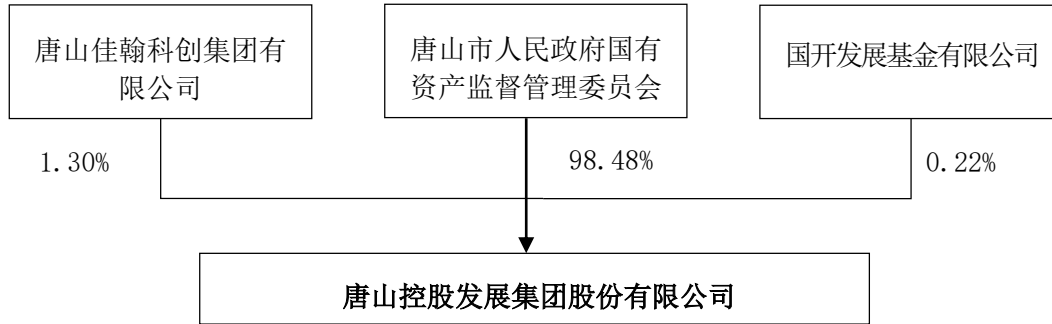 唐山佳翰科创集团有
限公司
唐山市人民政府国有
资产监督管理委员会
国开发展基金有限公司
1.30%
98.48%
0.22%
唐山控股发展集团股份有限公司